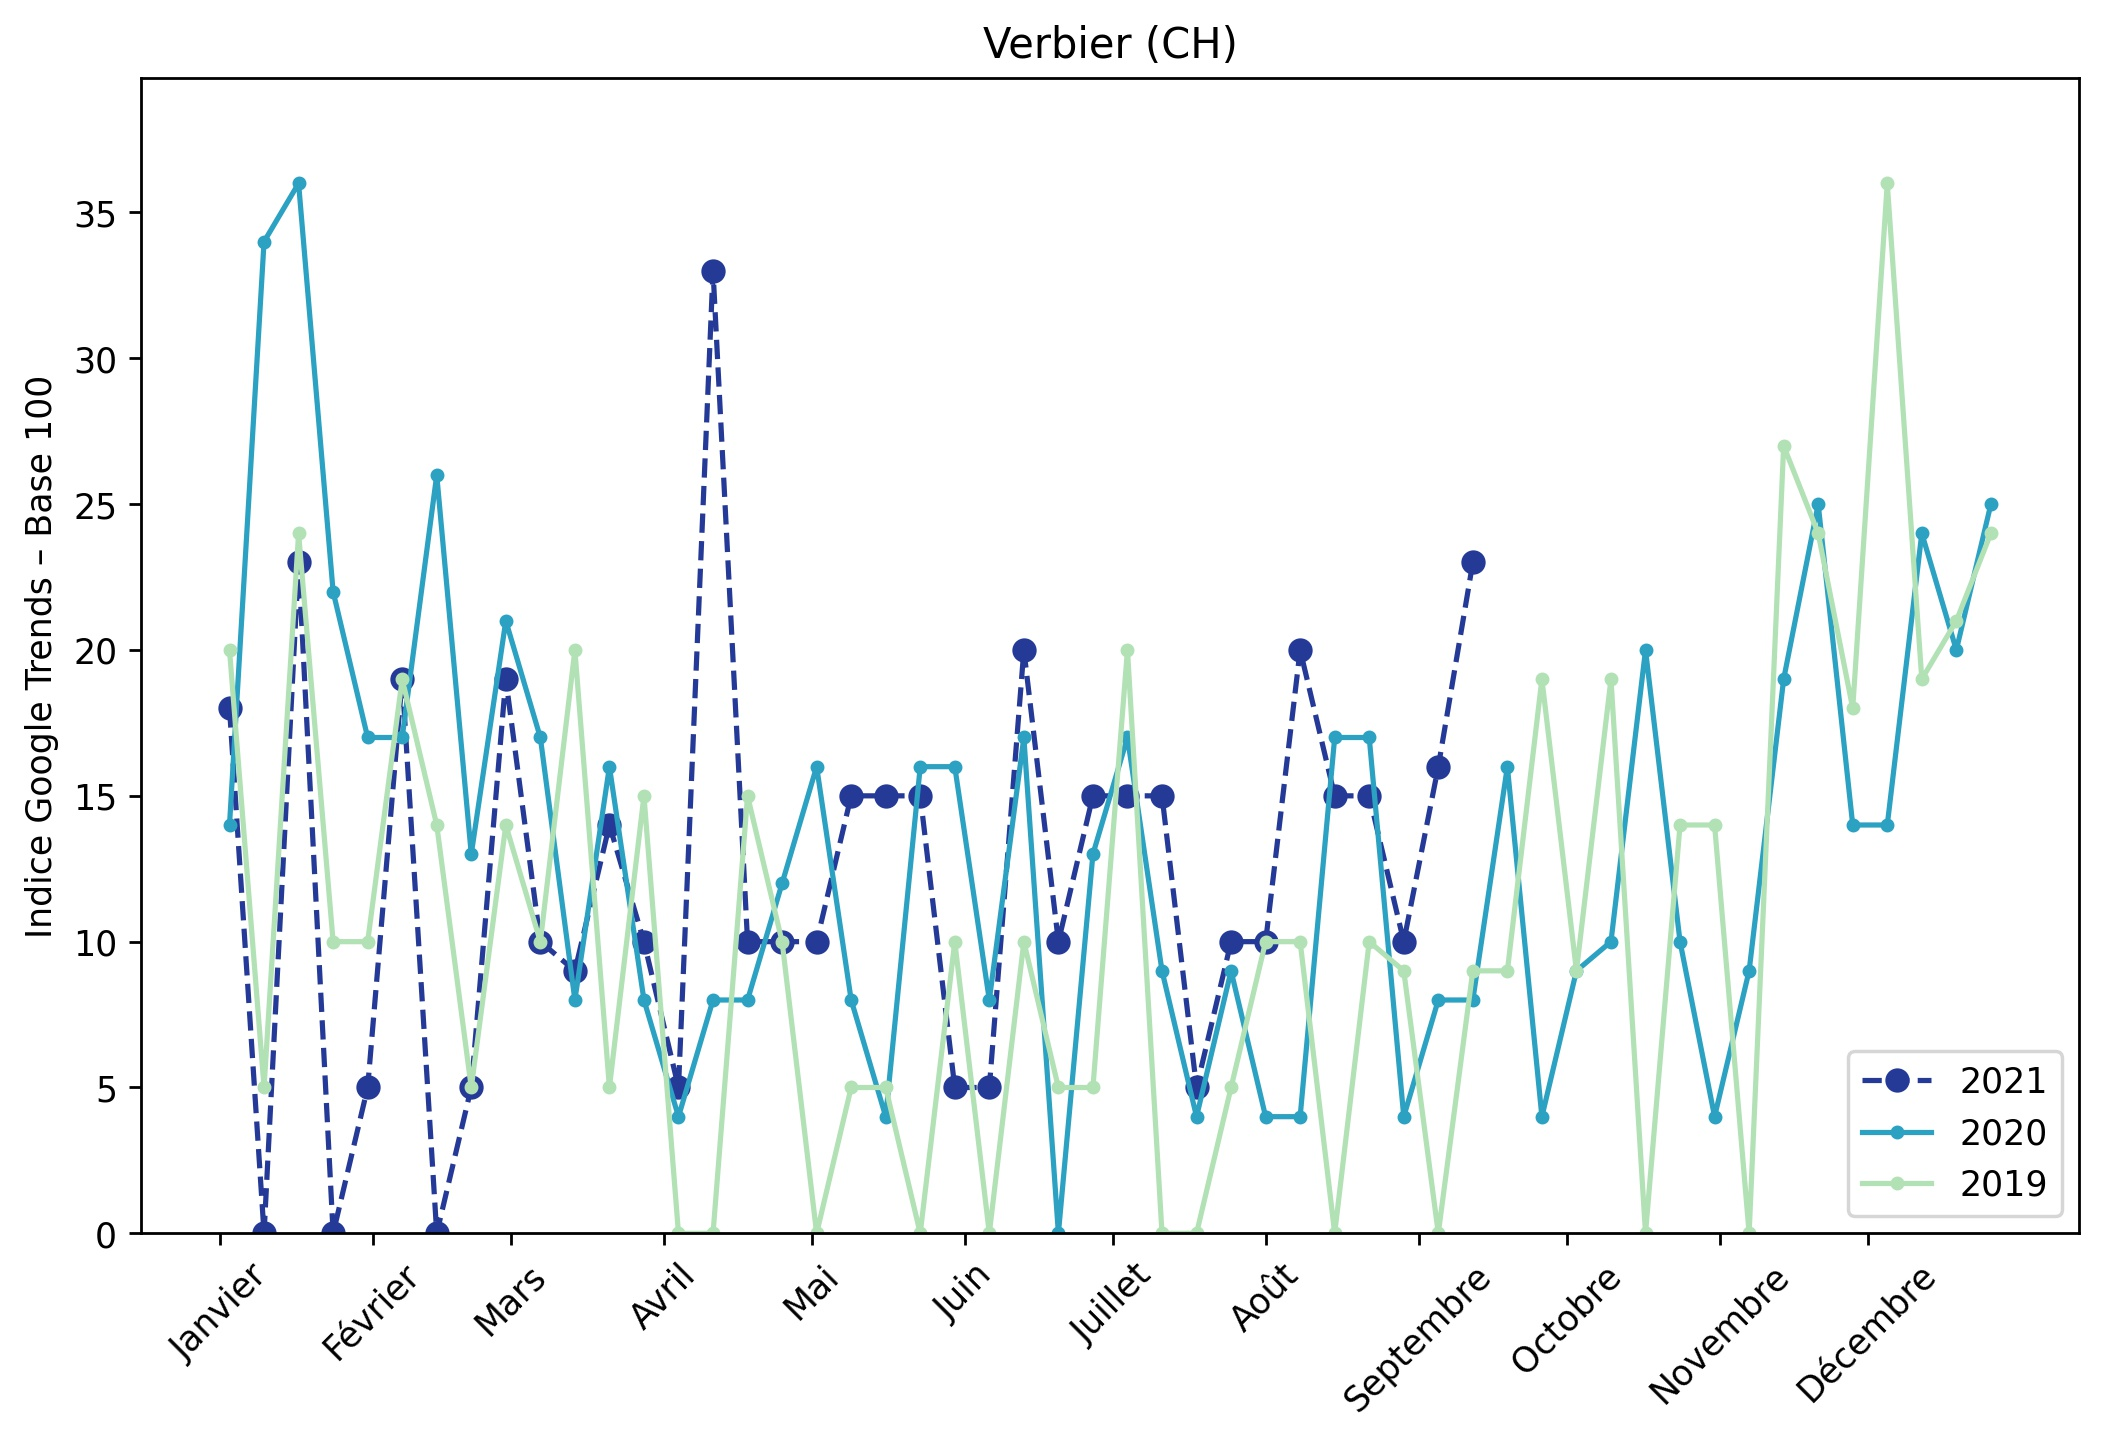 Verbier (CH)
Indice Google Trends – Base 100
35
30
25
20
15
10
5
0
Janvier
Février
Mars
Avril
Mai
Juin
Juillet
Août
Septembre
Octobre
Novembre
Décembre
2021
2020
2019